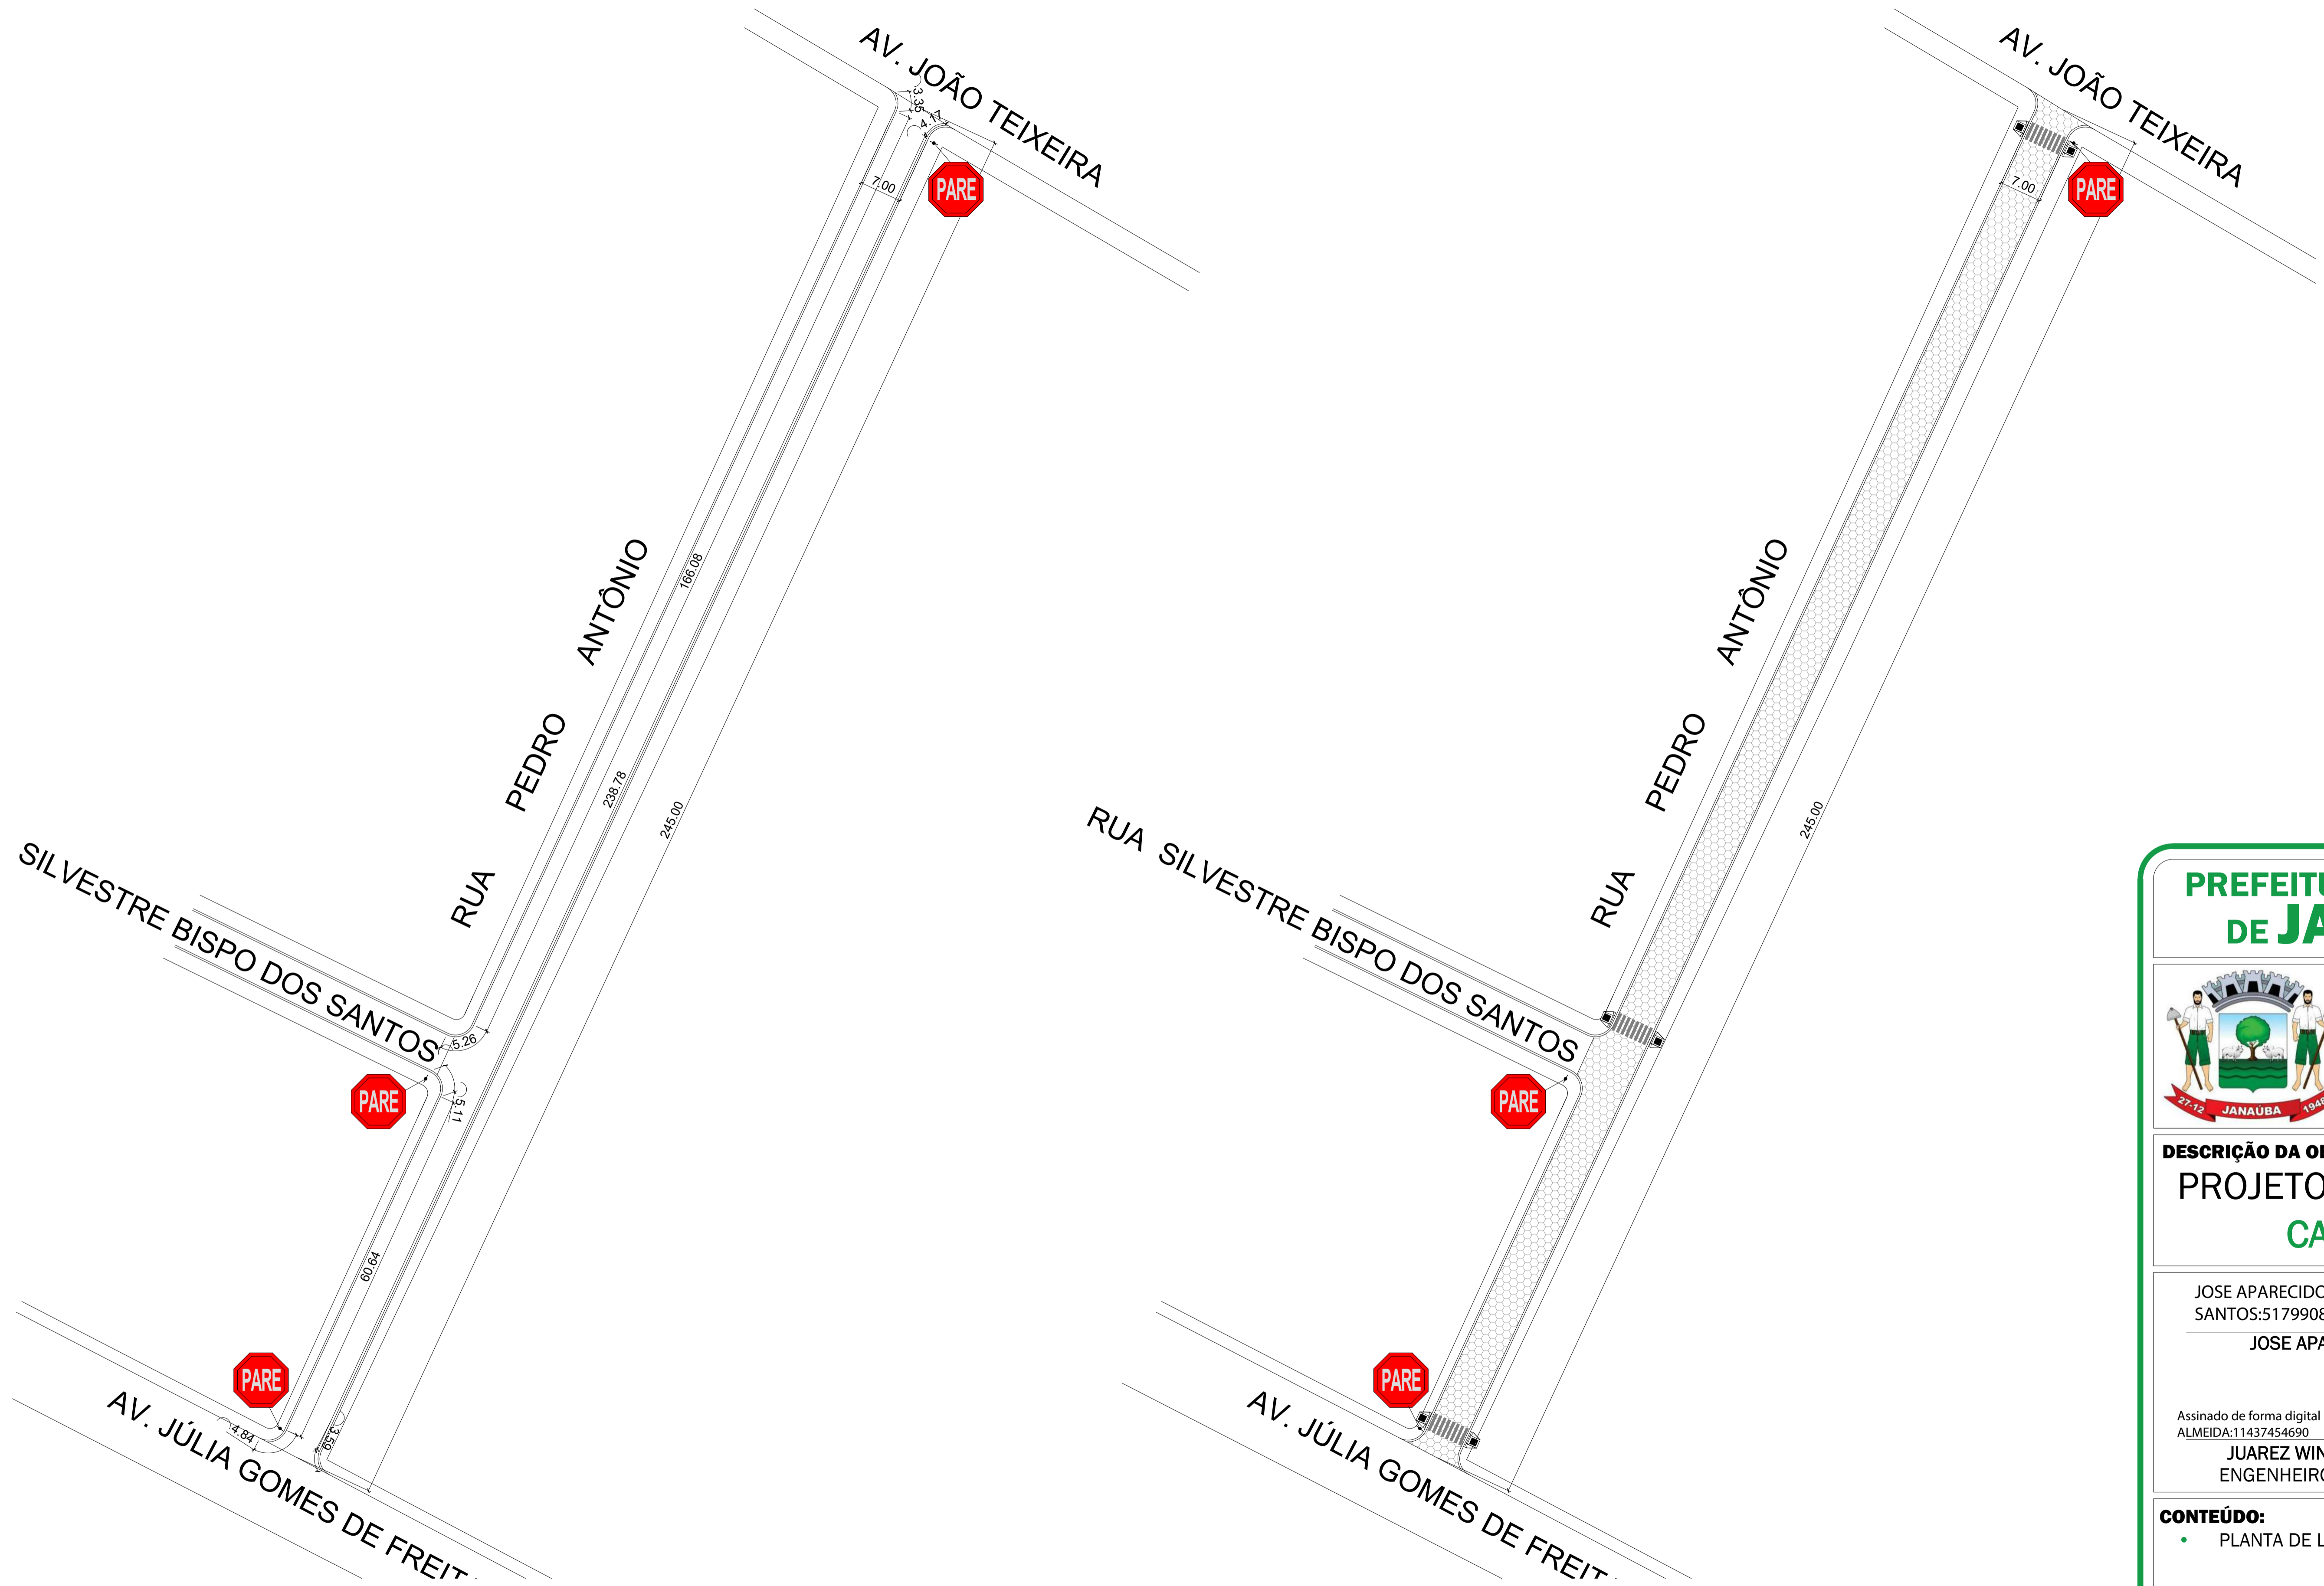 AV. JOÃO TEIXEIRA
3.35
4.17
7.00
PARE
166.08
238.78
245.00
RUA PEDRO ANTÔNIO
SILVESTRE BISPO DOS SANTOS
5.26
5.11
PARE
60.64
PARE
4.84
3.59
AV. JÚLIA GOMES DE FREIT
AV. JOÃO TEIXEIRA
7.00
PARE
245.00
RUA PEDRO ANTÔNIO
RUA SILVESTRE BISPO DOS SANTOS
PARE
PARE
AV. JÚLIA GOMES DE FREIT
PREFEITU
DE JA
27-12 JANAÚBA 1948
DESCRIÇÃO DA O
PROJETO
CA
JOSE APARECIDO
SANTOS:5179908
JOSE APA
Assinado de forma digital
ALMEIDA:11437454690
JUAREZ WIN
ENGENHEIRO
CONTEÚDO:
• PLANTA DE L